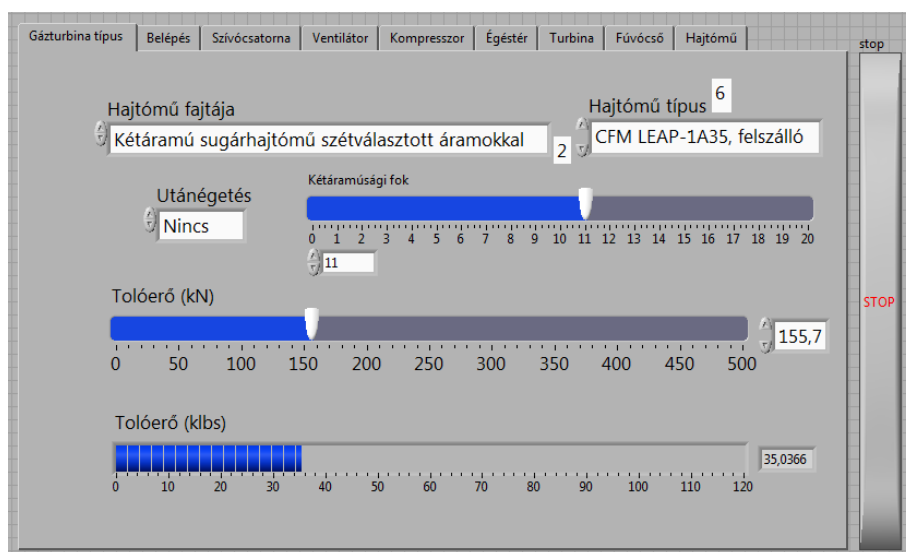 Gázturbina típus Belépés Szívócsatorna Ventilátor Kompresszor Égéstér Turbina Fúvócső Hajtómű
stop
Hajtómű fajtája
Kétáramú sugárhajtómű szétválasztott áramokkal
2
Hajtómű típus 6
CFM LEAP-1A35, felszálló
Utánégetés
Nincs
Kétáramúsági fok
0 1 2 3 4 5 6 7 8 9 10 11 12 13 14 15 16 17 18 19 20
11
Tolóerő (kN)
0 50 100 150 200 250 300 350 400 450 500
155,7
STOP
Tolóerő (klbs)
0 10 20 30 40 50 60 70 80 90 100 110 120
35,0366